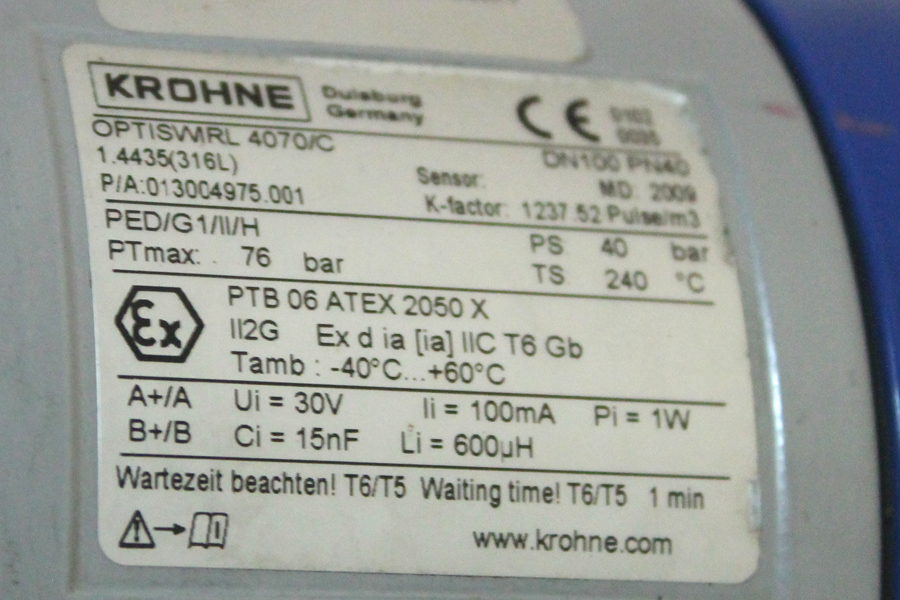 KROHNE Duisburg
Germany
CE 0102
0035
OPTISWIRL 4070/C DN100 PN40
1.4435(316L) Sensor: MD: 2009
P/A:013004975.001 K-factor: 1237.52 Pulse/m3
PED/G1/II/H PS 40 bar
PTmax: 76 bar TS 240 °C
Ex PTB 06 ATEX 2050 X
II2G Ex d ia [ia] IIC T6 Gb
Tamb : -40°C...+60°C
A+/A Ui = 30V Ii = 100mA Pi = 1W
B+/B Ci = 15nF Li = 600µH
Wartezeit beachten! T6/T5 Waiting time! T6/T5 1 min
www.krohne.com